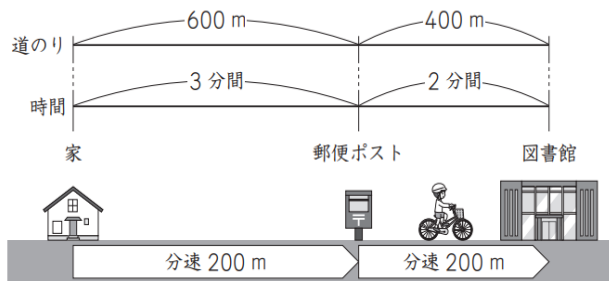 600 m 400 m
道のり
3 分間 2 分間
時間
家 郵便ポスト 図書館
〒
分速 200 m 分速 200 m